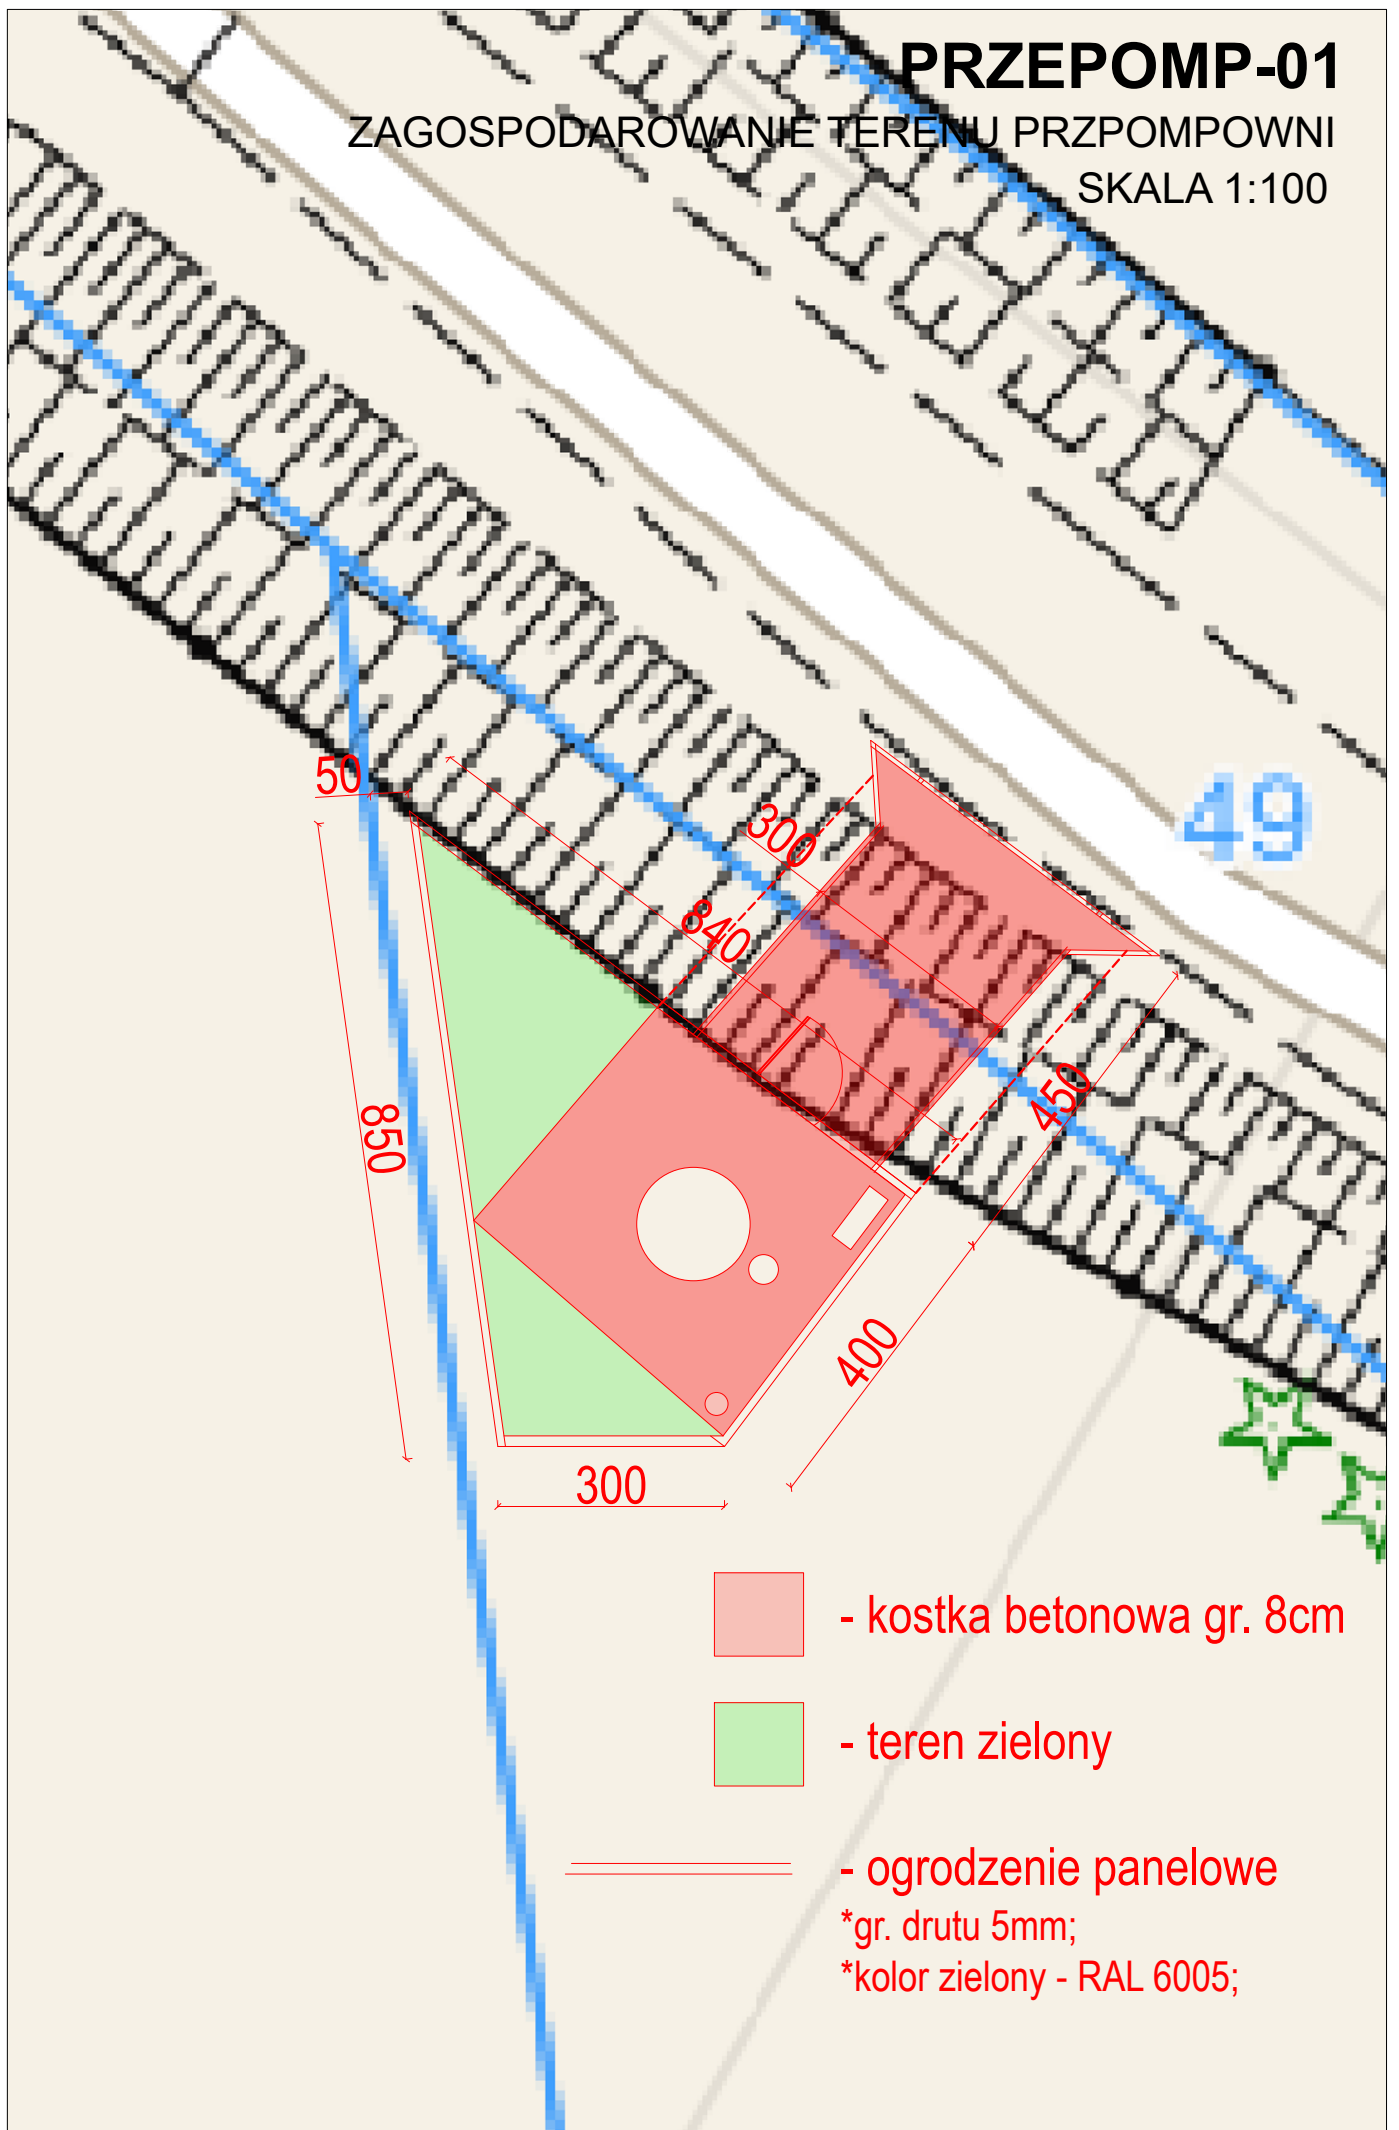 PRZEPOMP-01
ZAGOSPODAROWANIE TERENU PRZPOMPOWNI
SKALA 1:100
50
300
49
840
450
850
400
300
- kostka betonowa gr. 8cm
- teren zielony
- ogrodzenie panelowe
*gr. drutu 5mm;
*kolor zielony - RAL 6005;